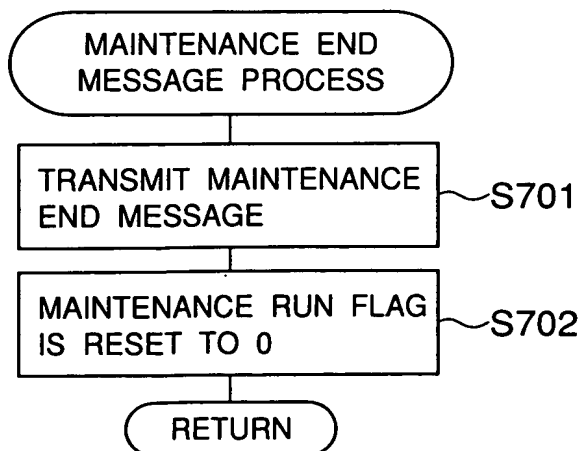 MAINTENANCE END
MESSAGE PROCESS
TRANSMIT MAINTENANCE
END MESSAGE
S701
MAINTENANCE RUN FLAG
IS RESET TO 0
S702
RETURN